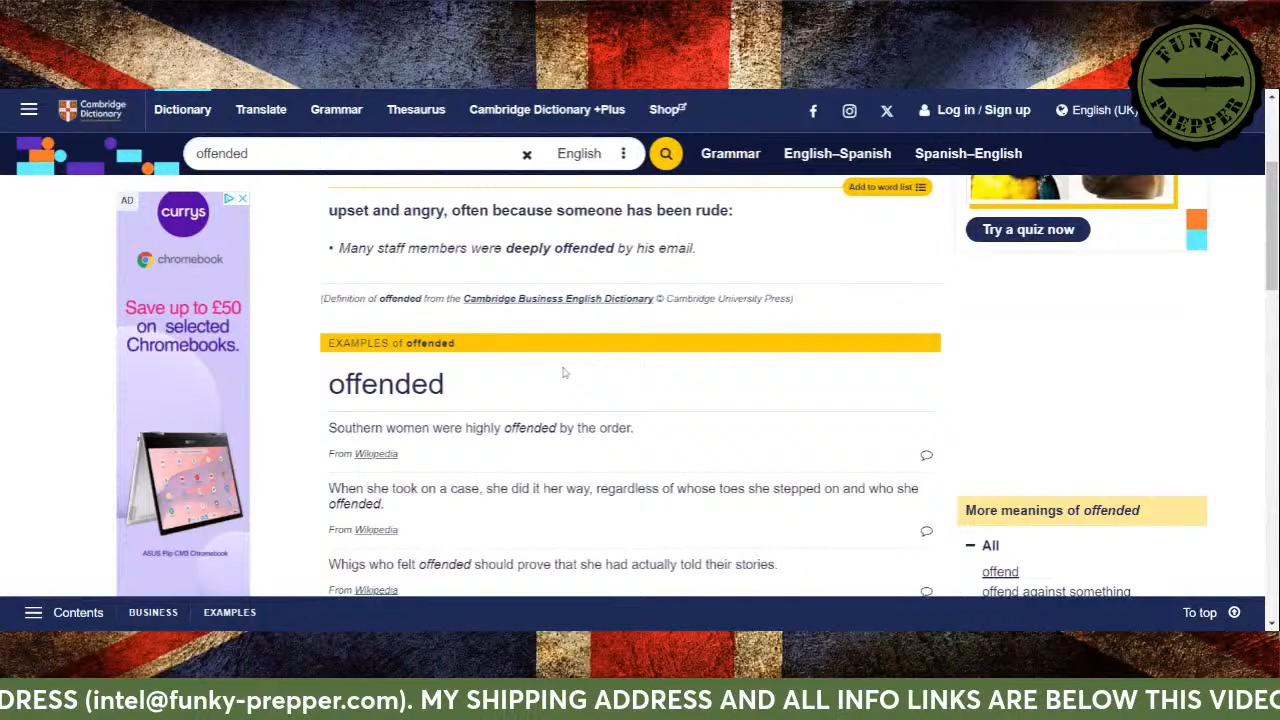 FUNKY
PREPPER
Cambridge
Dictionary
Dictionary Translate Grammar Thesaurus Cambridge Dictionary +Plus Shop Log in / Sign up English (UK)
offended English Grammar English–Spanish Spanish–English
AD
currys
chromebook
Save up to £50
on selected
Chromebooks.
ASUS Flip CM3 Chromebook
Add to word list
upset and angry, often because someone has been rude:
• Many staff members were deeply offended by his email.
(Definition of offended from the Cambridge Business English Dictionary © Cambridge University Press)
EXAMPLES of offended
offended
Southern women were highly offended by the order.
From Wikipedia
When she took on a case, she did it her way, regardless of whose toes she stepped on and who she
offended.
From Wikipedia
Whigs who felt offended should prove that she had actually told their stories.
From Wikipedia
Try a quiz now
More meanings of offended
All
offend
offend against something
Contents BUSINESS EXAMPLES To top
DRESS (intel@funky-prepper.com). MY SHIPPING ADDRESS AND ALL INFO LINKS ARE BELOW THIS VIDEO